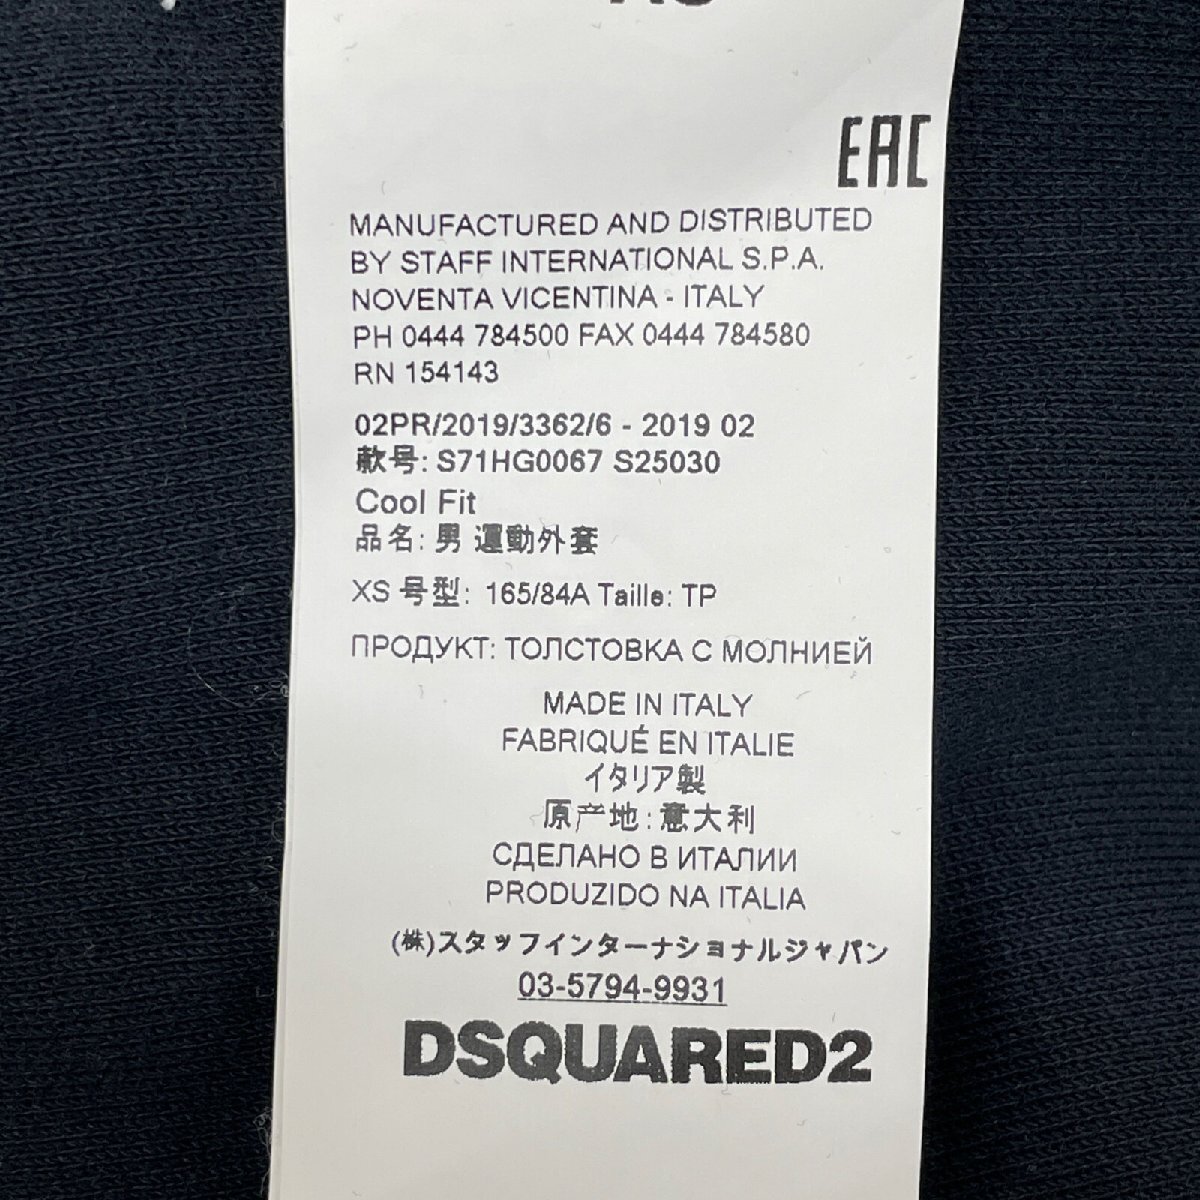 XS
EAC
MANUFACTURED AND DISTRIBUTED
BY STAFF INTERNATIONAL S.P.A.
NOVENTA VICENTINA - ITALY
PH 0444 784500 FAX 0444 784580
RN 154143
02PR/2019/3362/6 - 2019 02
款号: S71HG0067 S25030
Cool Fit
品名: 男 運動外套
XS 号型: 165/84A Taille: TP
ПРОДУКТ: ТОЛСТОВКА С МОЛНИЕЙ
MADE IN ITALY
FABRIQUÉ EN ITALIE
イタリア製
原产地: 意大利
СДЕЛАНО В ИТАЛИИ
PRODUZIDO NA ITALIA
(株)スタッフインターナショナルジャパン
03-5794-9931
DSQUARED2